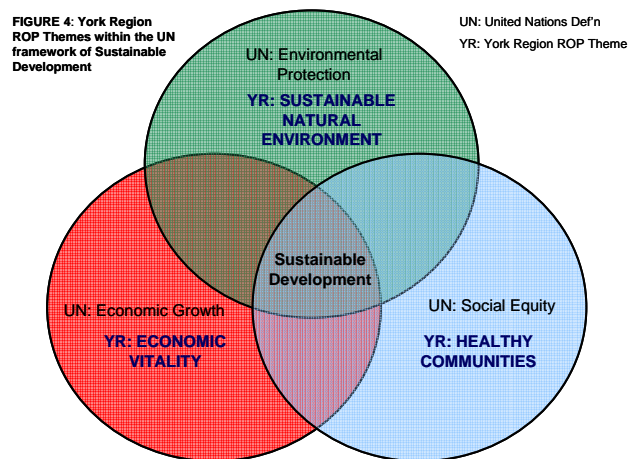 FIGURE 4: York Region
ROP Themes within the UN
framework of Sustainable
Development
UN: United Nations Def'n
YR: York Region ROP Theme
UN: Environmental
Protection
YR: SUSTAINABLE
NATURAL
ENVIRONMENT
Sustainable
Development
UN: Economic Growth
YR: ECONOMIC
VITALITY
UN: Social Equity
YR: HEALTHY
COMMUNITIES